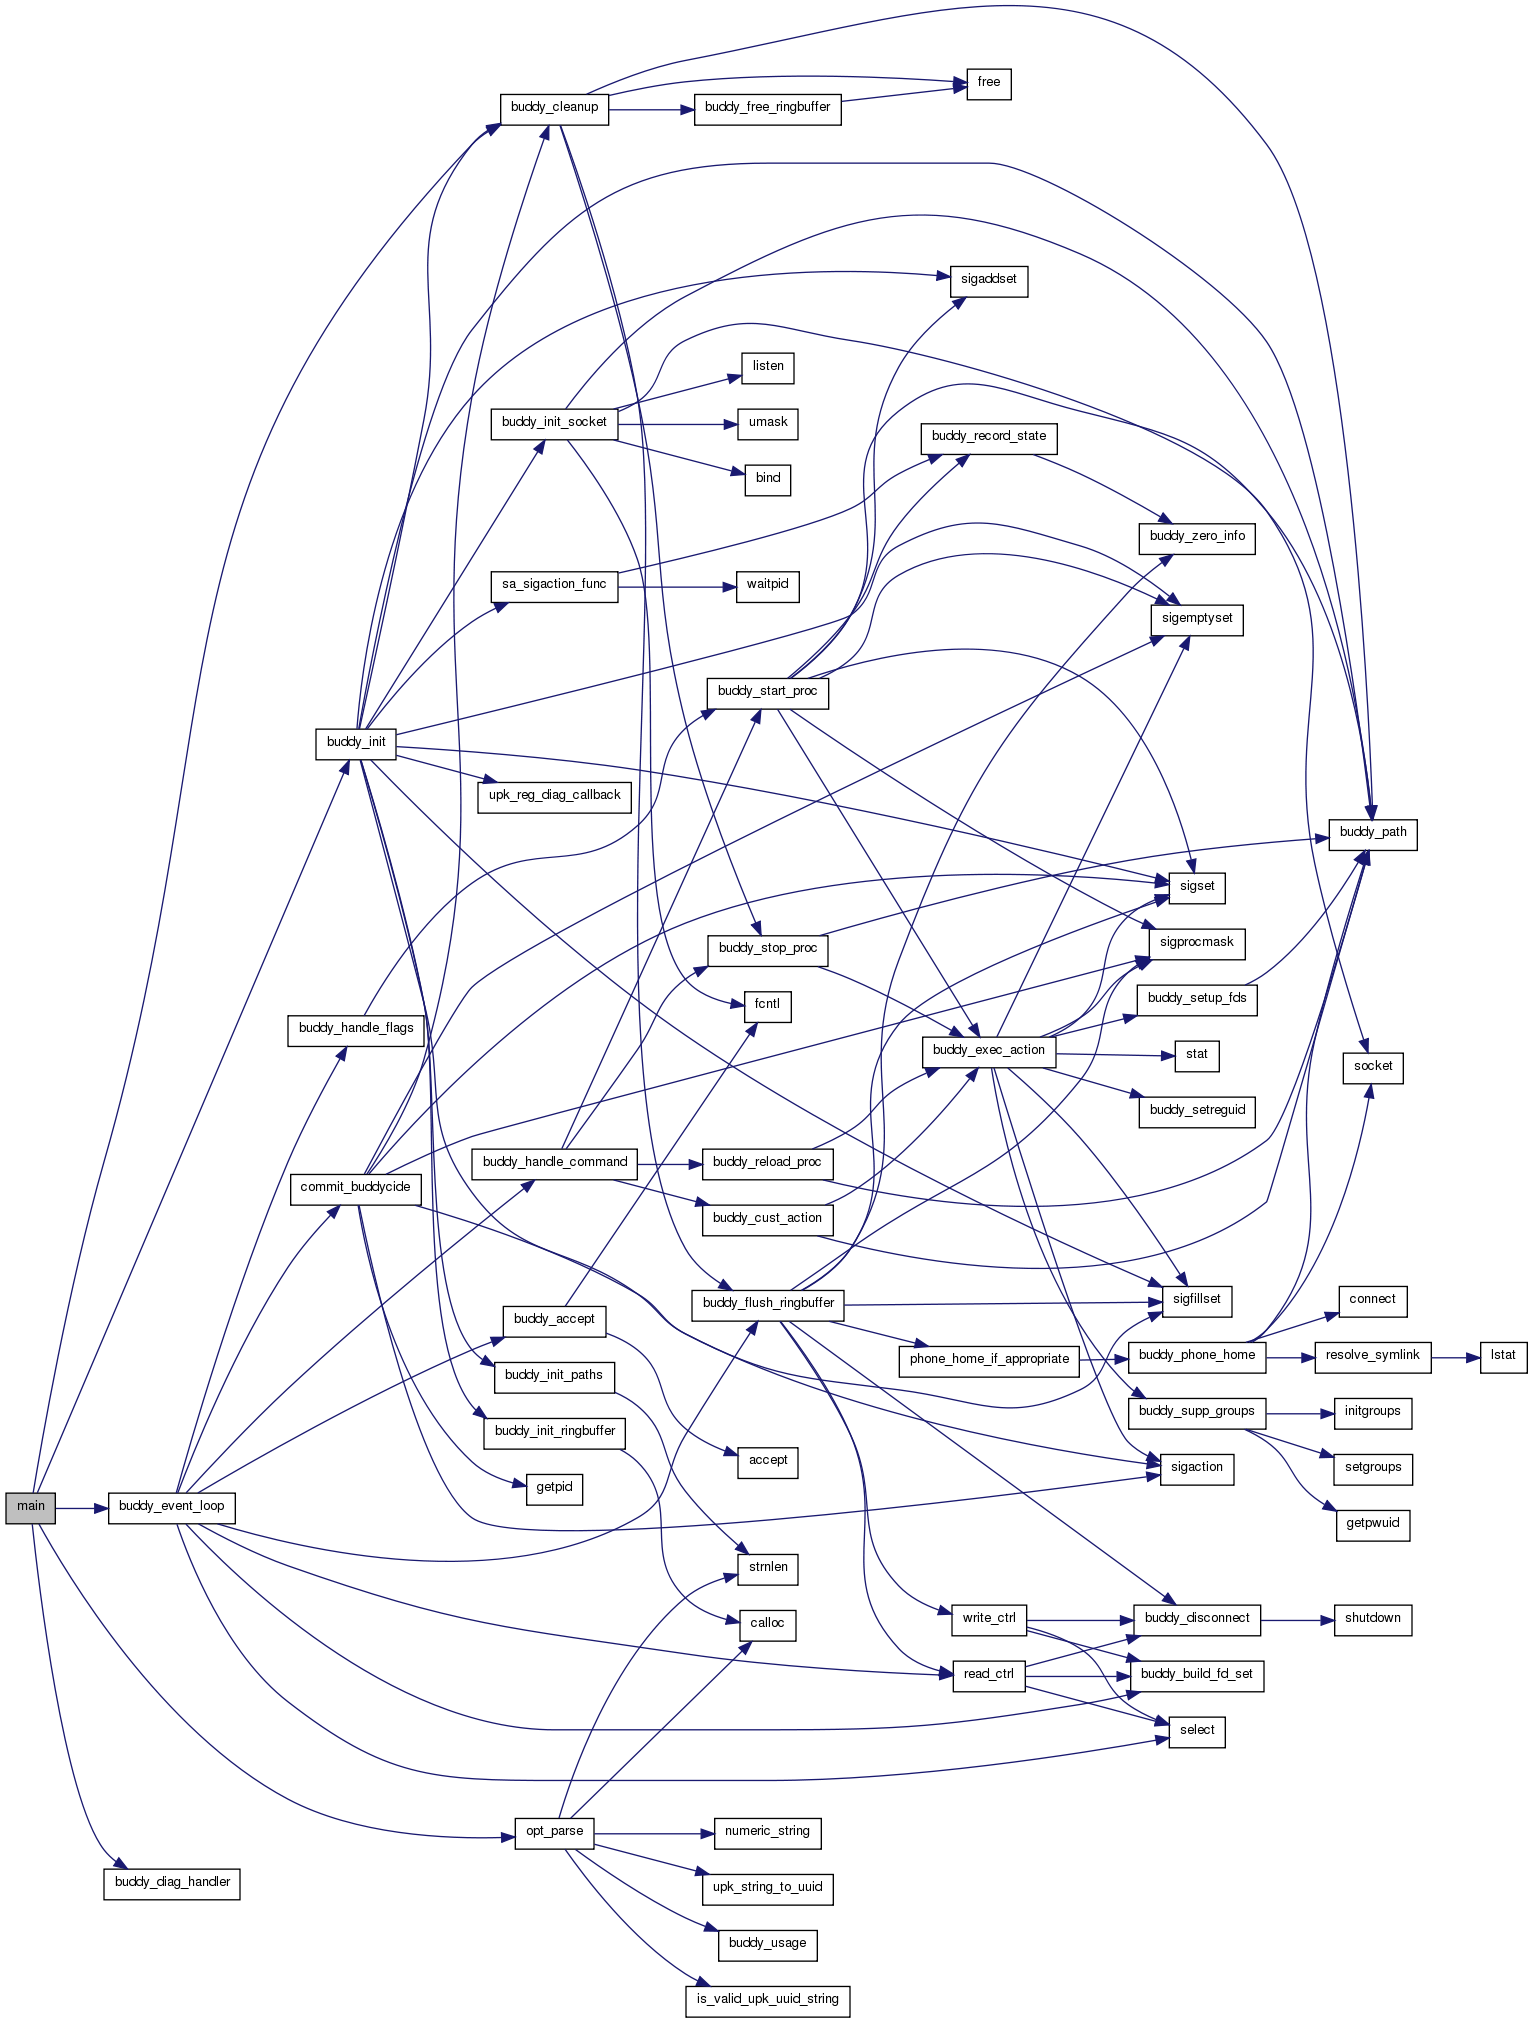 free
buddy_cleanup
buddy_free_ringbuffer
sigaddset
listen
buddy_init_socket
umask
buddy_record_state
bind
buddy_zero_info
sa_sigaction_func
waitpid
sigemptyset
buddy_start_proc
buddy_init
upk_reg_diag_callback
buddy_path
sigset
buddy_stop_proc
sigprocmask
buddy_setup_fds
fcntl
buddy_handle_flags
buddy_exec_action
stat
socket
buddy_setreguid
buddy_handle_command
buddy_reload_proc
commit_buddycide
buddy_cust_action
buddy_flush_ringbuffer
sigfillset
connect
buddy_accept
phone_home_if_appropriate
buddy_phone_home
resolve_symlink
lstat
buddy_init_paths
buddy_supp_groups
initgroups
buddy_init_ringbuffer
accept
sigaction
setgroups
getpid
main
buddy_event_loop
getpwuid
strnlen
calloc
write_ctrl
buddy_disconnect
shutdown
read_ctrl
buddy_build_fd_set
select
opt_parse
numeric_string
buddy_diag_handler
upk_string_to_uuid
buddy_usage
is_valid_upk_uuid_string